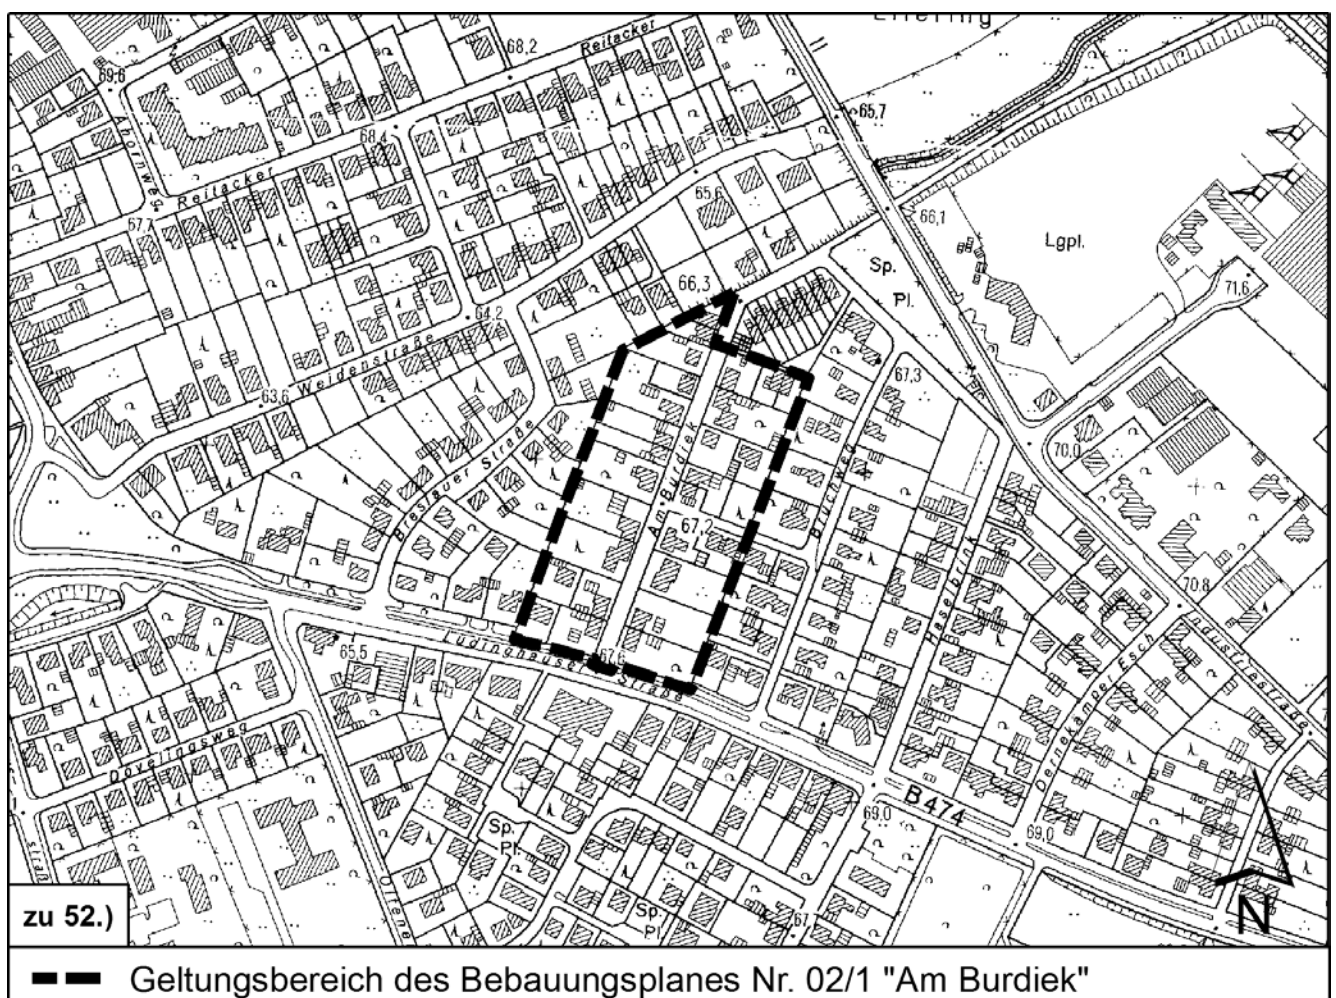 68,2
Reitacker
69,6
65,7
Ahornweg
68,4
Reitacker
65,6
67,7
66,1
Lgpl.
Sp.
Pl.
66,3
71,6
64,2
Weidenstraße
67,3
63,6
Breslauer Straße
70,0
Am Burdiek
67,2
Haselbrink
70,8
Industriestraße
Dernekamper Esch
65,5
67,6
Straße
Dövelingsweg
B 474
69,0
69,0
Sp.
Pl.
Sp.
Pl.
zu 52.)
N
Geltungsbereich des Bebauungsplanes Nr. 02/1 "Am Burdiek"